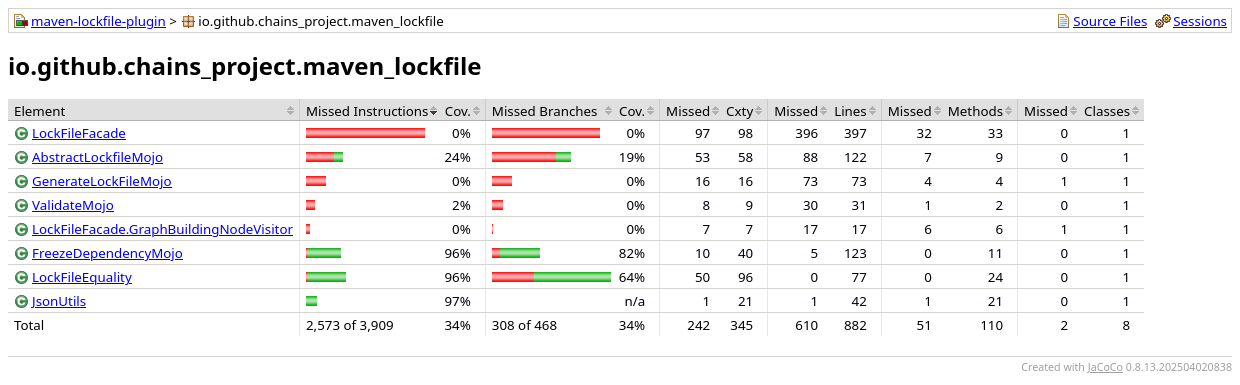 maven-lockfile-plugin > io.github.chains_project.maven_lockfile Source Files Sessions
io.github.chains_project.maven_lockfile
Element Missed Instructions Cov. Missed Branches Cov. Missed Cxty Missed Lines Missed Methods Missed Classes
LockFileFacade 0% 0% 97 98 396 397 32 33 0 1
AbstractLockfileMojo 24% 19% 53 58 88 122 7 9 0 1
GenerateLockFileMojo 0% 0% 16 16 73 73 4 4 1 1
ValidateMojo 2% 0% 8 9 30 31 1 2 0 1
LockFileFacade.GraphBuildingNodeVisitor 0% 0% 7 7 17 17 6 6 1 1
FreezeDependencyMojo 96% 82% 10 40 5 123 0 11 0 1
LockFileEquality 96% 64% 50 96 0 77 0 24 0 1
JsonUtils 97% n/a 1 21 1 42 1 21 0 1
Total 2,573 of 3,909 34% 308 of 468 34% 242 345 610 882 51 110 2 8
Created with JaCoCo 0.8.13.202504020838